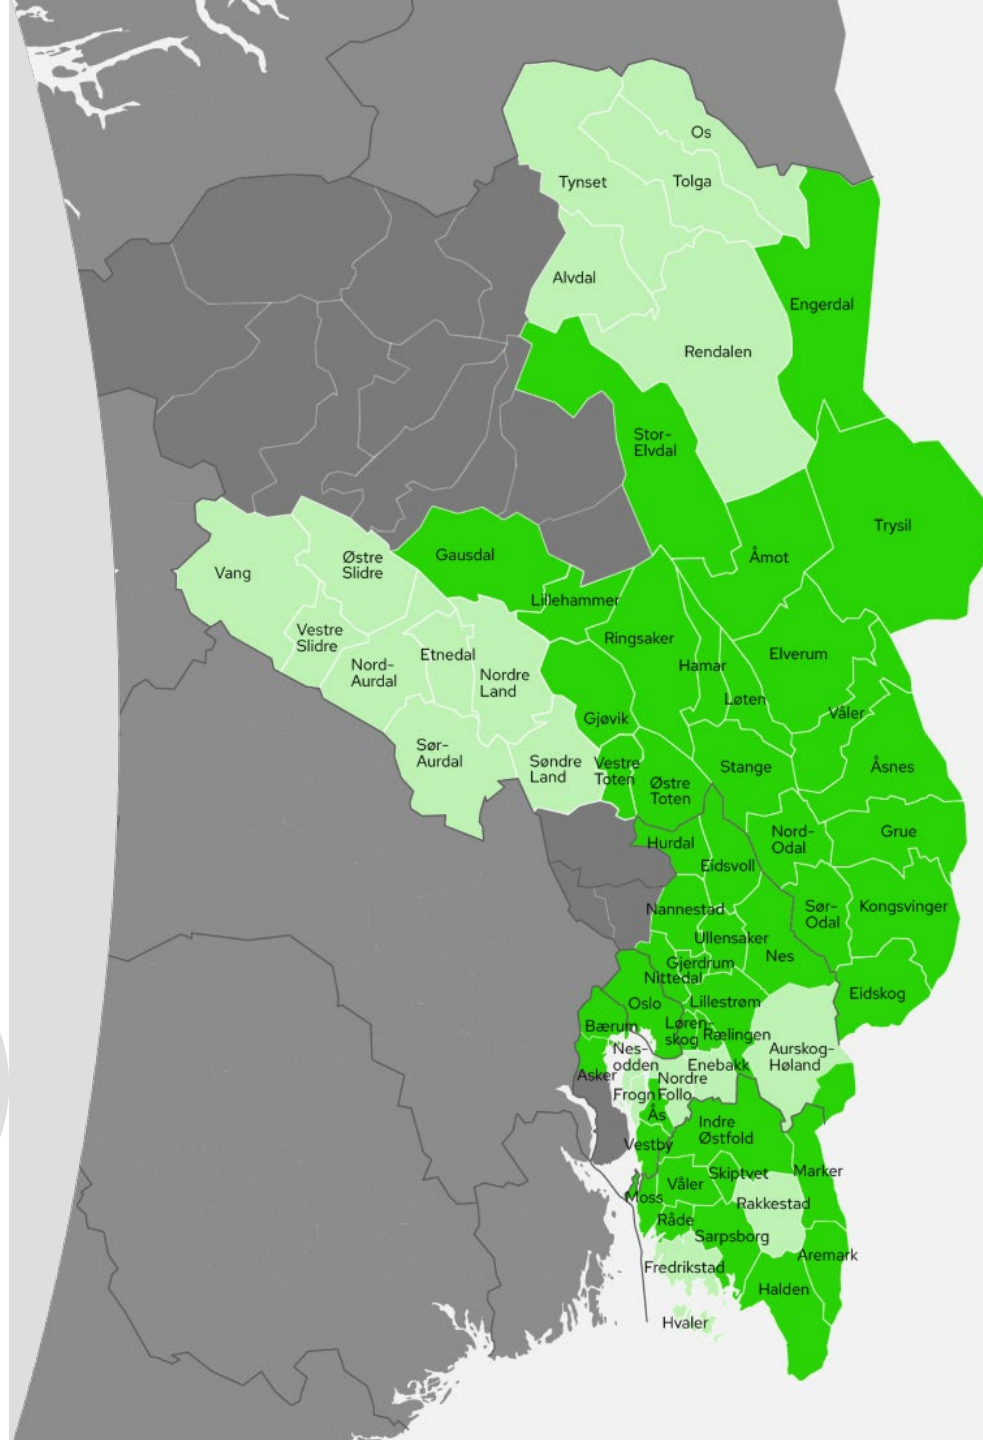 Os
Tynset
Tolga
Alvdal
Engerdal
Rendalen
Stor-
Elvdal
Trysil
Gausdal
Åmot
Østre
Slidre
Vang
Lillehammer
Vestre
Slidre
Ringsaker
Etnedal
Elverum
Nord-
Aurdal
Hamar
Nordre
Land
Løten
Gjøvik
Våler
Sør-
Aurdal
Søndre
Land
Vestre
Toten
Stange
Åsnes
Østre
Toten
Nord-
Odal
Grue
Hurdal
Eidsvoll
Nannestad
Sør-
Odal
Kongsvinger
Ullensaker
Nes
Gjerdrum
Nittedal
Eidskog
Oslo
Lillestrøm
Bærum
Løren-
skog
Rælingen
Nes-
odden
Aurskog-
Høland
Enebakk
Asker
Nordre
Follo
Frogn
Ås
Indre
Østfold
Vestby
Skiptvet
Marker
Våler
Moss
Rakkestad
Råde
Sarpsborg
Aremark
Fredrikstad
Halden
Hvaler